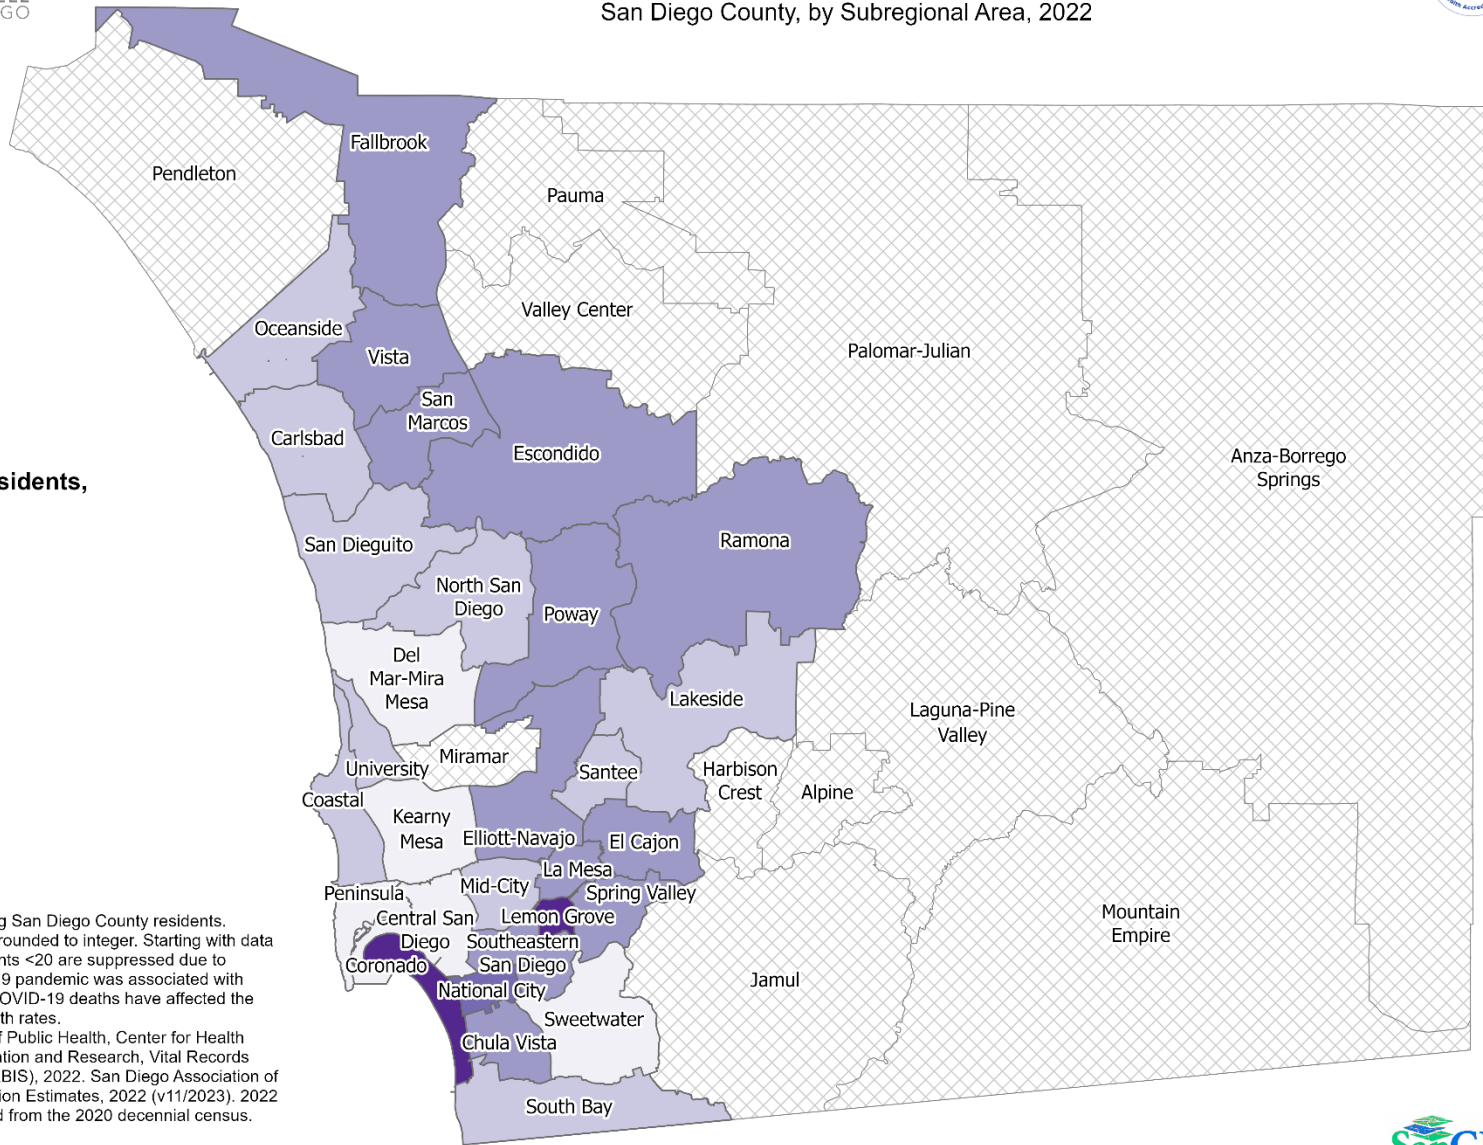 GO
San Diego County, by Subregional Area, 2022
Fallbrook
Pendleton
Pauma
Valley Center
Oceanside
Vista
Palomar-Julian
San
Marcos
Carlsbad
Escondido
Anza-Borrego
Springs
sidents,
San Dieguito
Ramona
North San
Diego
Poway
Del
Mar-Mira
Mesa
Lakeside
Laguna-Pine
Valley
Miramar
University
Santee
Harbison
Crest
Alpine
Coastal
Kearny
Mesa
Elliott-Navajo
El Cajon
La Mesa
Peninsula
Mid-City
Spring Valley
Central San
Diego
Lemon Grove
Mountain
Empire
Southeastern
San Diego
Coronado
Jamul
National City
Sweetwater
Chula Vista
South Bay
g San Diego County residents.
rounded to integer. Starting with data
nts <20 are suppressed due to
9 pandemic was associated with
OVID-19 deaths have affected the
th rates.
f Public Health, Center for Health
ation and Research, Vital Records
BIS), 2022. San Diego Association of
ion Estimates, 2022 (v11/2023). 2022
d from the 2020 decennial census.